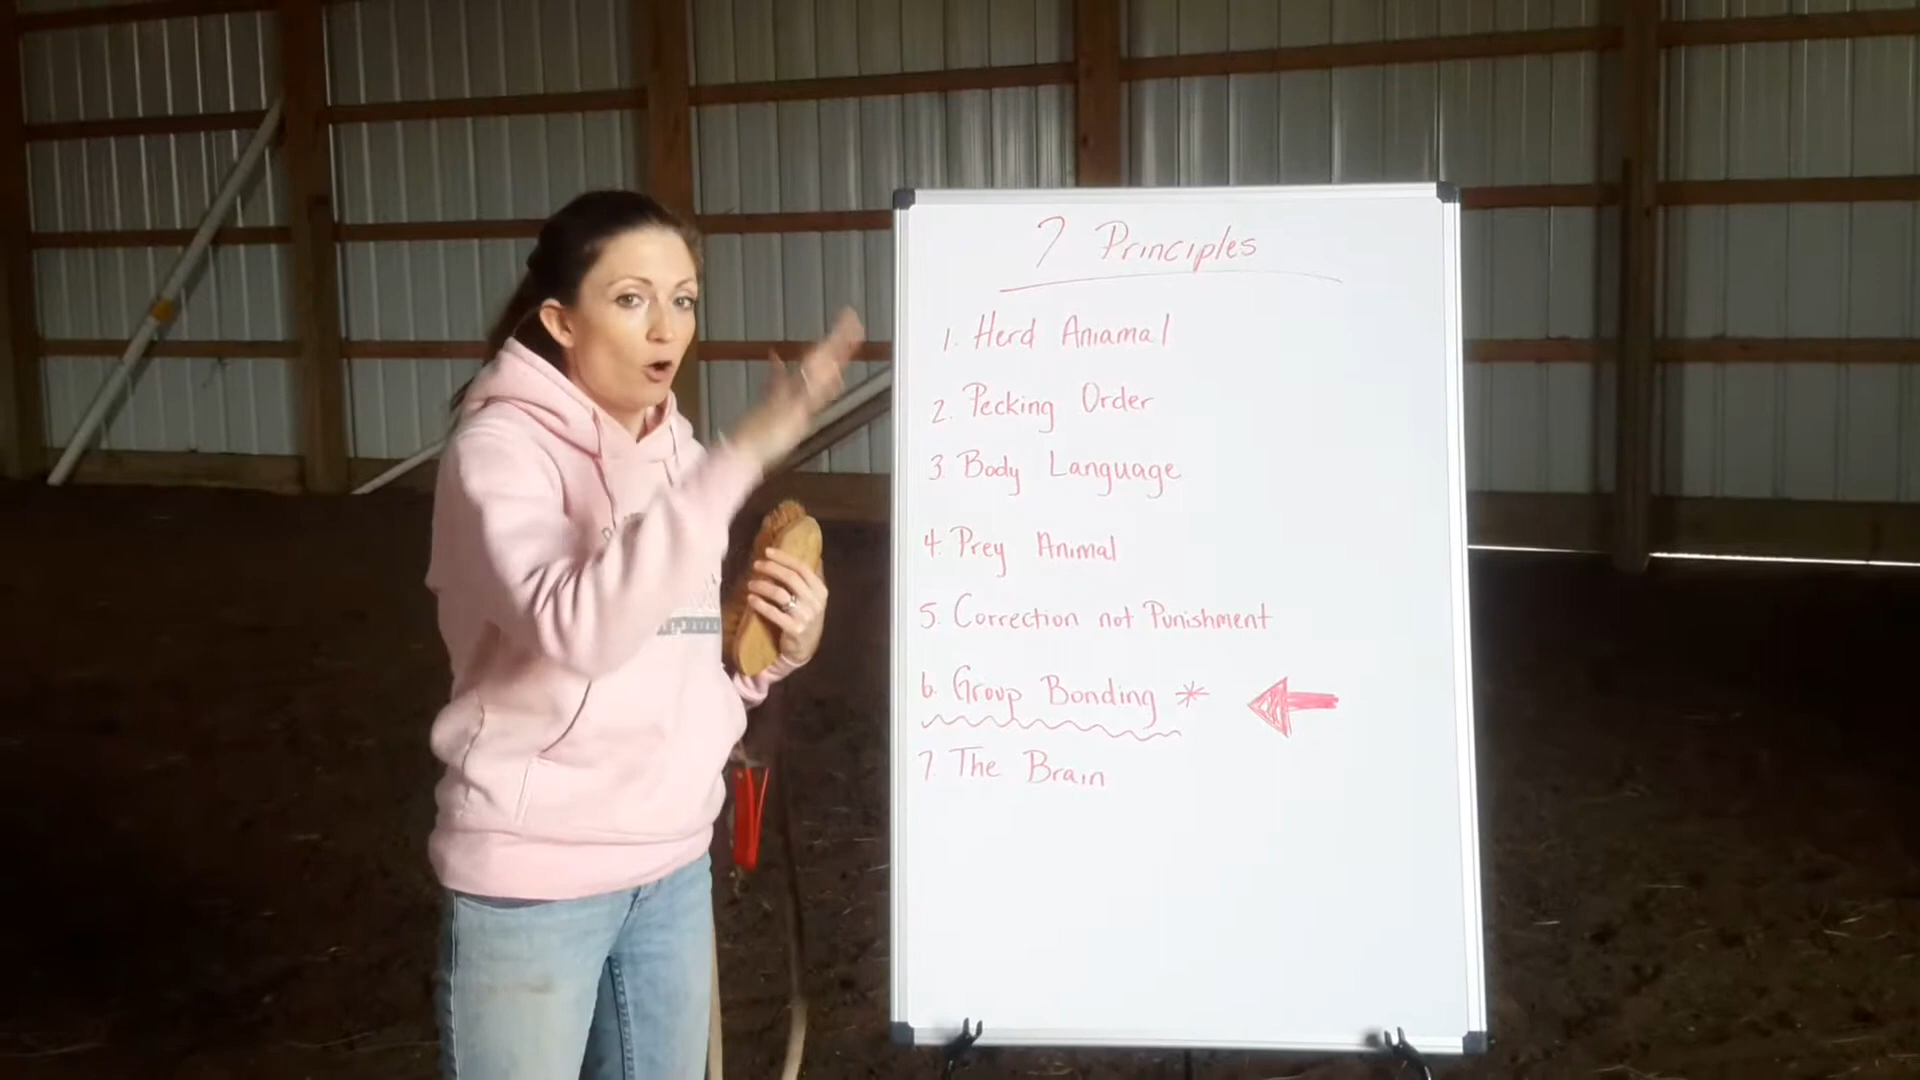 7 Principles
1. Herd Aniamal
2. Pecking Order
3. Body Language
4. Prey Animal
5. Correction not Punishment
6. Group Bonding *
7. The Brain